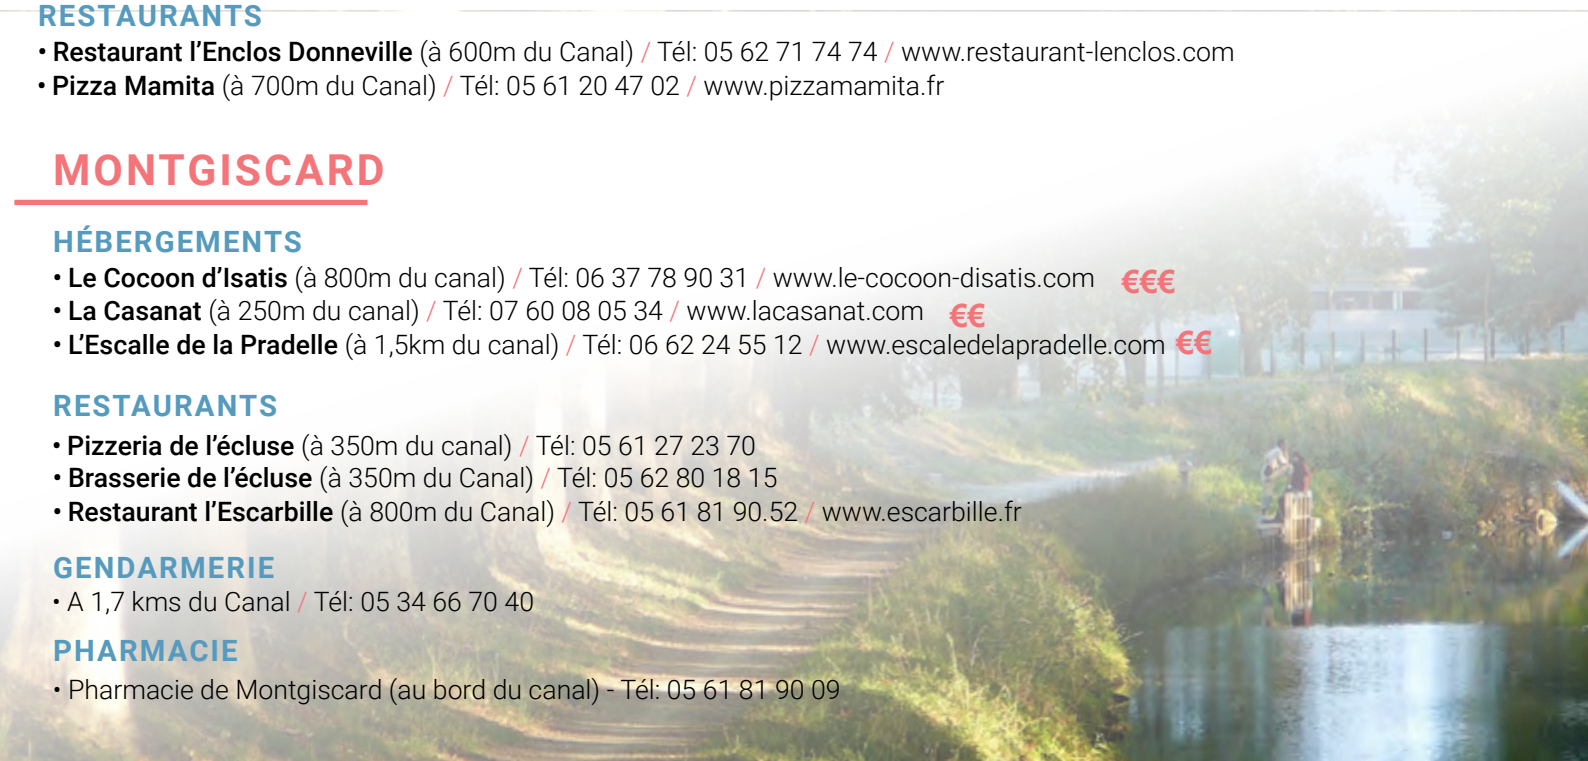 RESTAURANTS
• Restaurant l'Enclos Donneville (à 600m du Canal) / Tél: 05 62 71 74 74 / www.restaurant-lenclos.com
• Pizza Mamita (à 700m du Canal) / Tél: 05 61 20 47 02 / www.pizzamamita.fr
MONTGISCARD
HÉBERGEMENTS
• Le Cocoon d'Isatis (à 800m du canal) / Tél: 06 37 78 90 31 / www.le-cocoon-disatis.com €€€
• La Casanat (à 250m du canal) / Tél: 07 60 08 05 34 / www.lacasanat.com €€
• L'Escalle de la Pradelle (à 1,5km du canal) / Tél: 06 62 24 55 12 / www.escaledelapradelle.com €€
RESTAURANTS
• Pizzeria de l'écluse (à 350m du canal) / Tél: 05 61 27 23 70
• Brasserie de l'écluse (à 350m du Canal) / Tél: 05 62 80 18 15
• Restaurant l'Escarbille (à 800m du Canal) / Tél: 05 61 81 90.52 / www.escarbille.fr
GENDARMERIE
• A 1,7 kms du Canal / Tél: 05 34 66 70 40
PHARMACIE
• Pharmacie de Montgiscard (au bord du canal) - Tél: 05 61 81 90 09